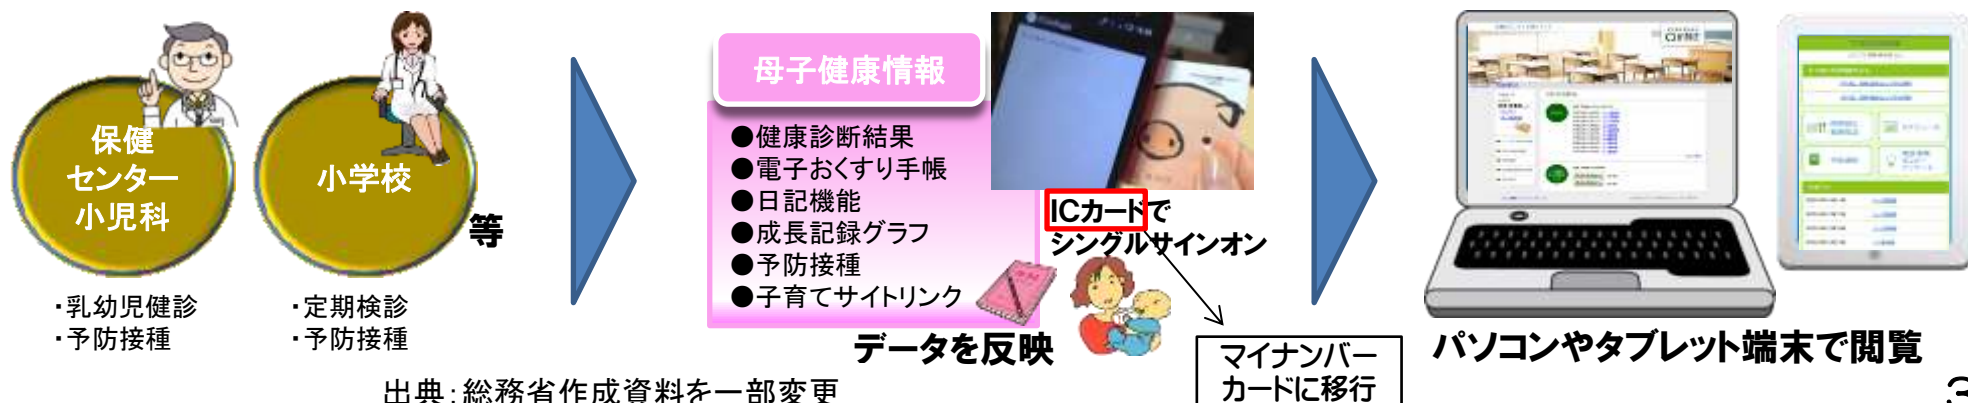 保健
センター
小児科
小学校
等
・乳幼児健診
・予防接種
・定期検診
・予防接種
母子健康情報
●健康診断結果
●電子おくすり手帳
●日記機能
●成長記録グラフ
●予防接種
●子育てサイトリンク
データを反映
ICカードで
シングルサインオン
マイナンバー
カードに移行
パソコンやタブレット端末で閲覧
出典：総務省作成資料を一部変更
3